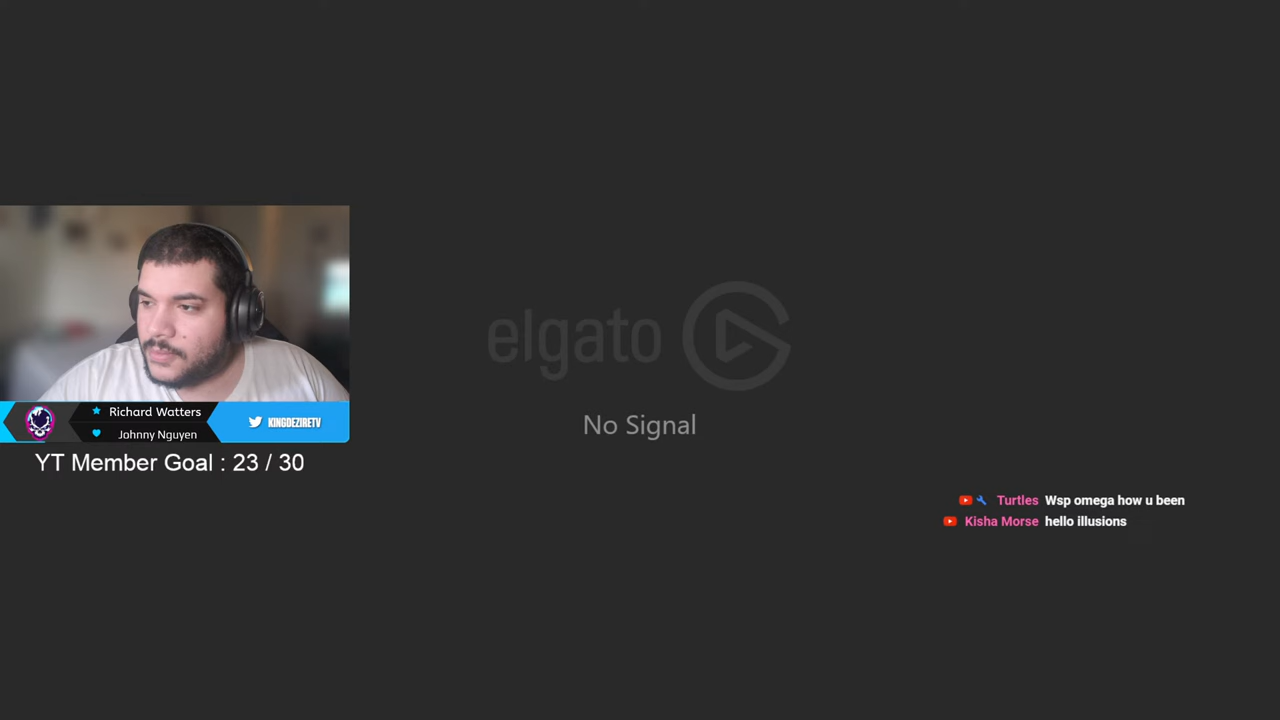 elgato
No Signal
Richard Watters
Johnny Nguyen
KINGDEZIRETV
YT Member Goal : 23 / 30
Turtles Wsp omega how u been
Kisha Morse hello illusions